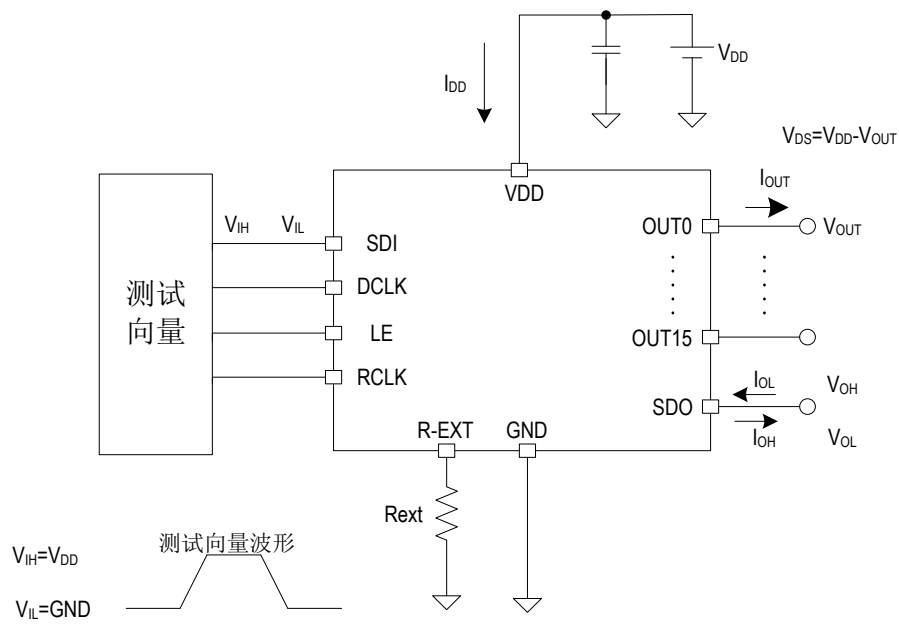 VDD
IDD
VDS=VDD-VOUT
VDD
IOUT
VIH VIL
SDI
OUT0
VOUT
测试
向量
DCLK
LE
OUT15
RCLK
IOL
VOH
SDO
R-EXT
GND
IOH
VOL
Rext
测试向量波形
VIH=VDD
VIL=GND